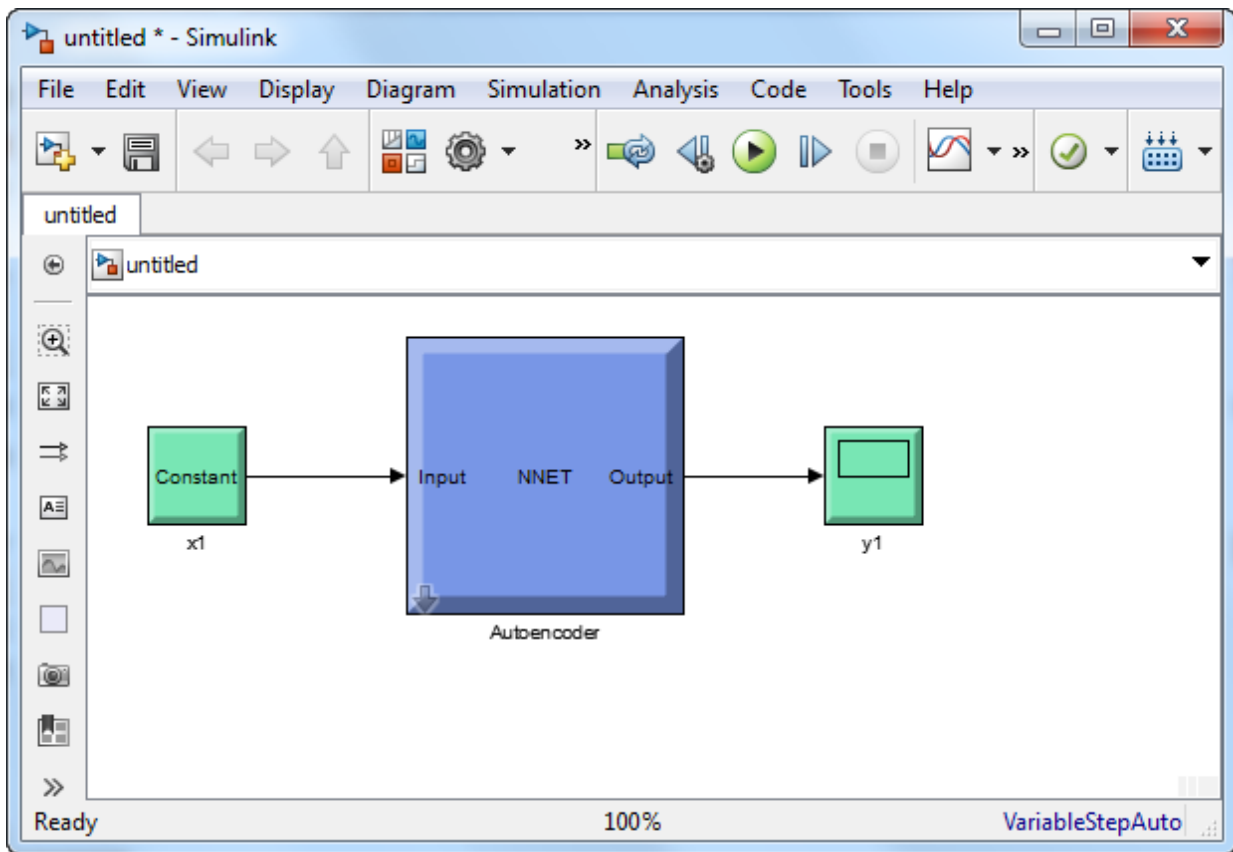 untitled * - Simulink
File Edit View Display Diagram Simulation Analysis Code Tools Help
untitled
untitled
Constant
x1
Input NNET Output
Autoencoder
y1
Ready 100% VariableStepAuto